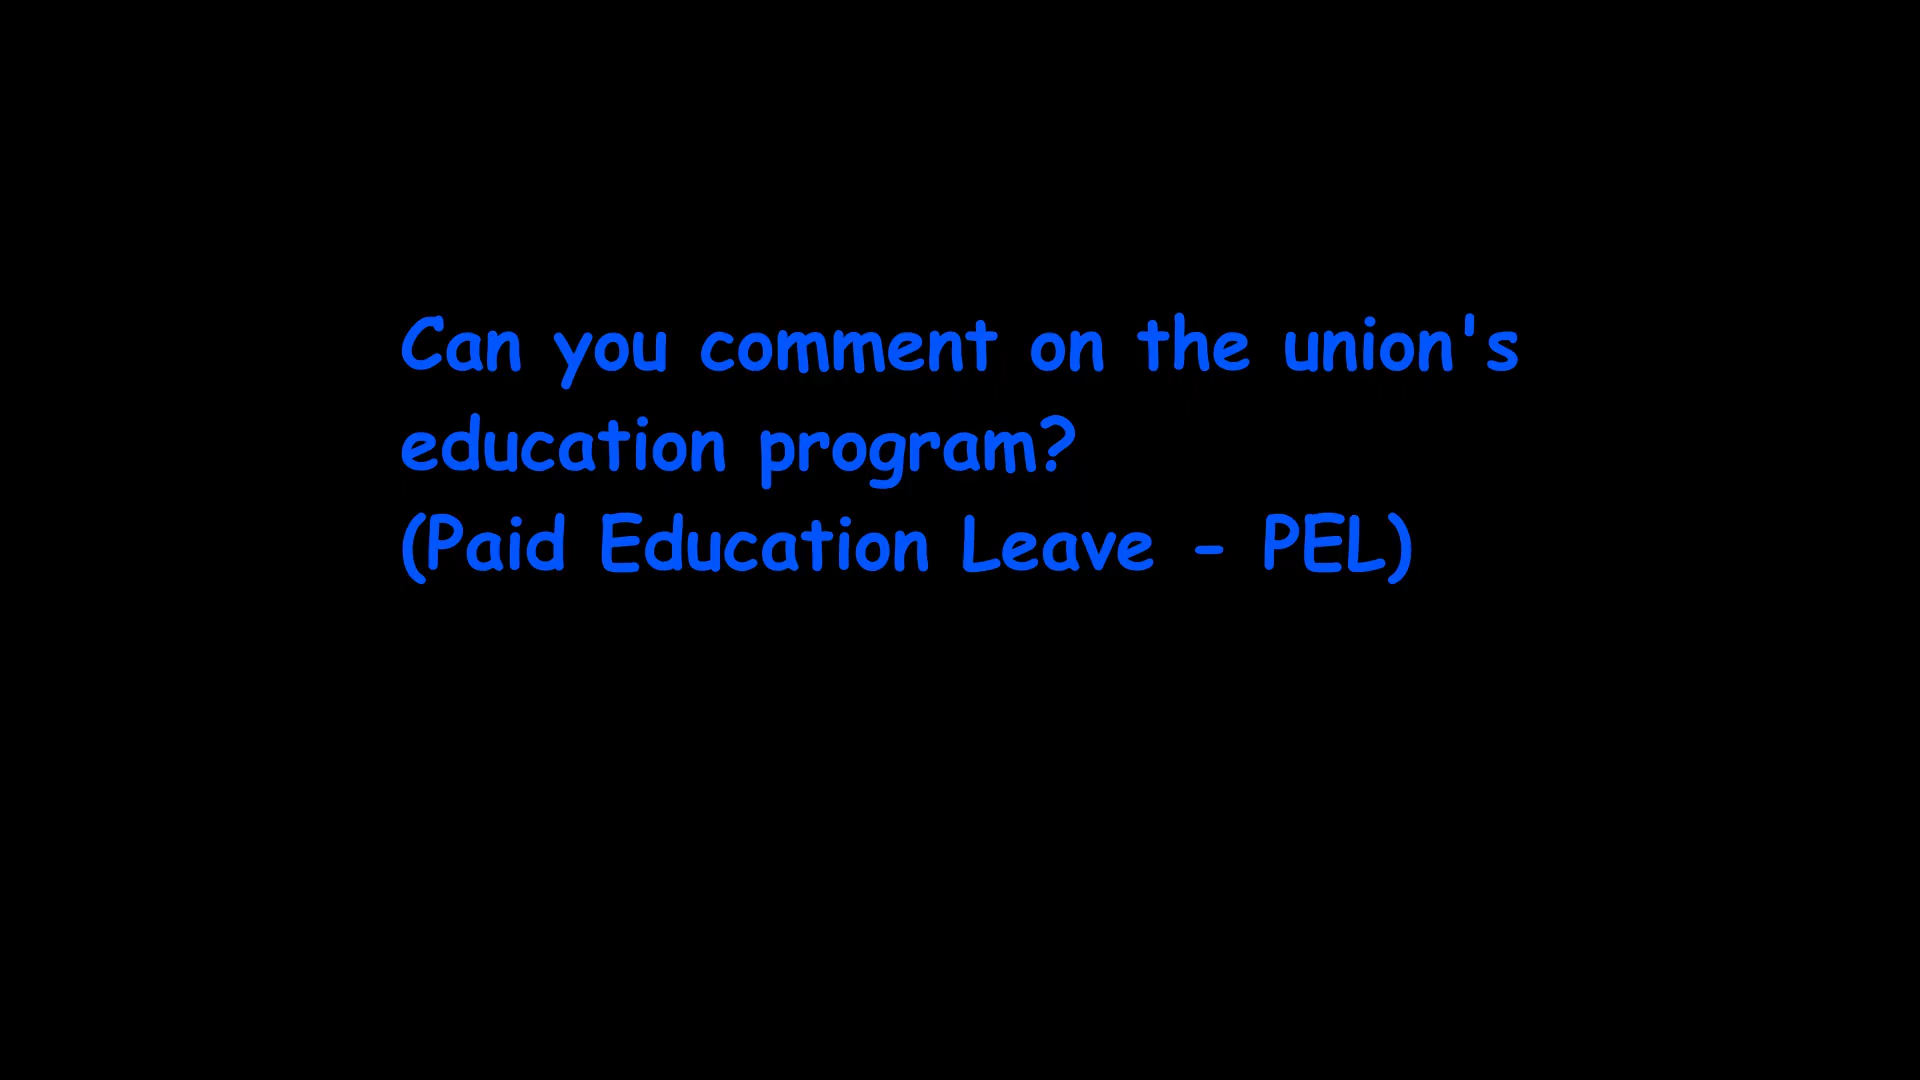 Can you comment on the union's
education program?
(Paid Education Leave - PEL)